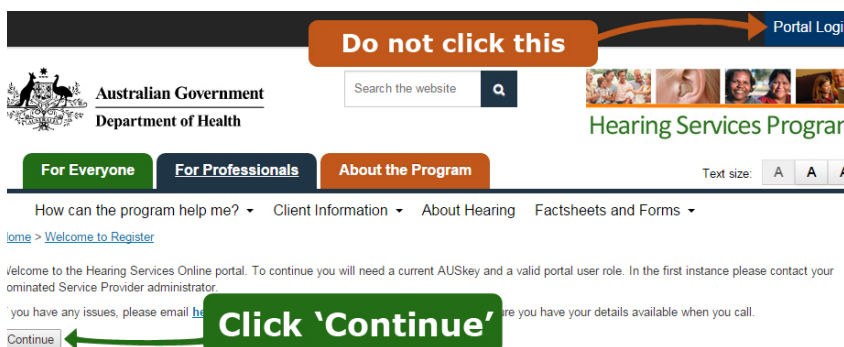 Do not click this
Portal Logi
Australian Government
Department of Health
Search the website
Hearing Services Progra
For Everyone For Professionals About the Program
Text size: A A A
How can the program help me? Client Information About Hearing Factsheets and Forms
ome > Welcome to Register
elcome to the Hearing Services Online portal. To continue you will need a current AUSkey and a valid portal user role. In the first instance please contact your
ominated Service Provider administrator.
you have any issues, please email he re you have your details available when you call.
Click ‘Continue’
Continue